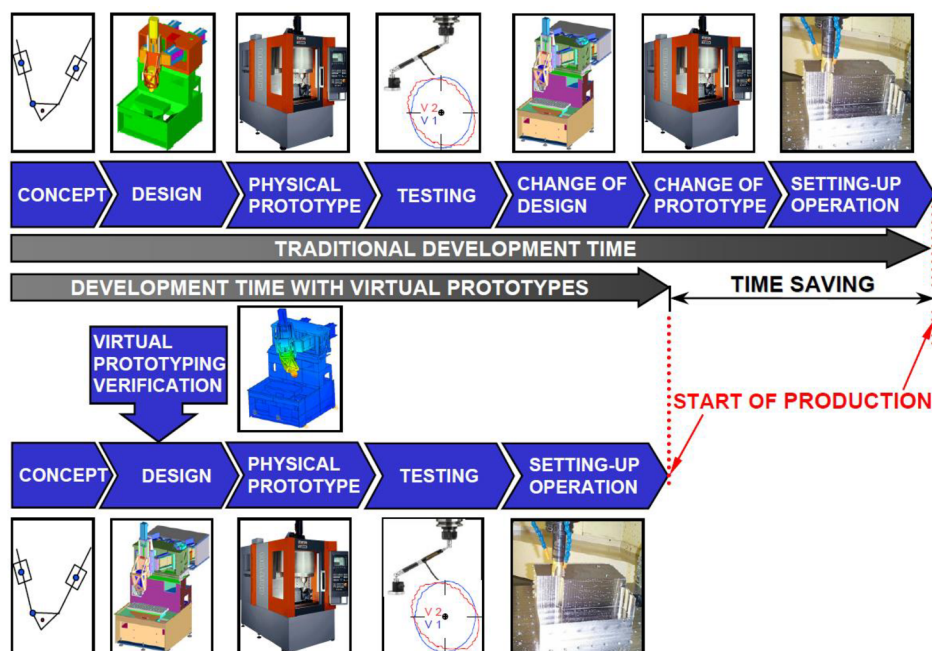 V 2
V 1
CONCEPT
DESIGN
PHYSICAL
PROTOTYPE
TESTING
CHANGE OF
DESIGN
CHANGE OF
PROTOTYPE
SETTING-UP
OPERATION
TRADITIONAL DEVELOPMENT TIME
DEVELOPMENT TIME WITH VIRTUAL PROTOTYPES
TIME SAVING
VIRTUAL
PROTOTYPING
VERIFICATION
START OF PRODUCTION
CONCEPT
DESIGN
PHYSICAL
PROTOTYPE
TESTING
SETTING-UP
OPERATION
V 2
V 1